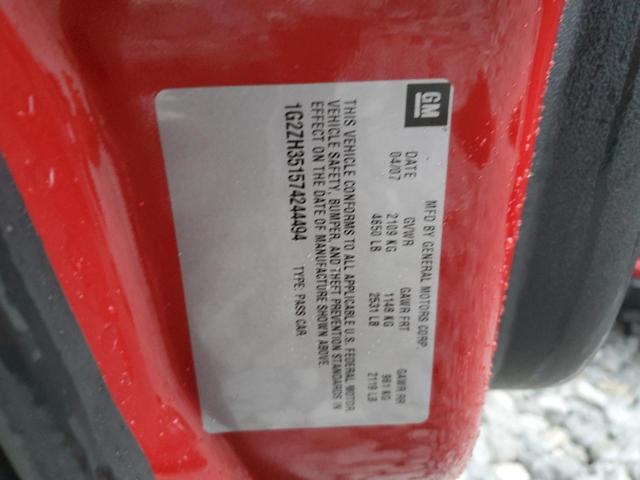 GM
MFD BY GENERAL MOTORS CORP.
DATE GVWR GAWR FRT GAWR RR
04/07 2109 KG 1148 KG 961 KG
4650 LB 2531 LB 2119 LB
THIS VEHICLE CONFORMS TO ALL APPLICABLE U.S. FEDERAL MOTOR
VEHICLE SAFETY, BUMPER, AND THEFT PREVENTION STANDARDS IN
EFFECT ON THE DATE OF MANUFACTURE SHOWN ABOVE.
1G2ZH351574244494 TYPE: PASS CAR